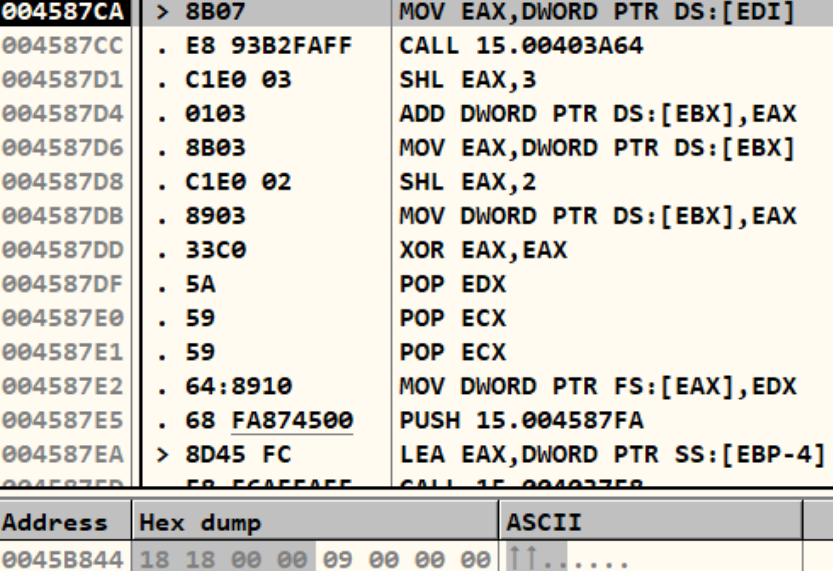 004587CA > 8B07 MOV EAX,DWORD PTR DS:[EDI]
004587CC . E8 93B2FAFF CALL 15.00403A64
004587D1 . C1E0 03 SHL EAX,3
004587D4 . 0103 ADD DWORD PTR DS:[EBX],EAX
004587D6 . 8B03 MOV EAX,DWORD PTR DS:[EBX]
004587D8 . C1E0 02 SHL EAX,2
004587DB . 8903 MOV DWORD PTR DS:[EBX],EAX
004587DD . 33C0 XOR EAX,EAX
004587DF . 5A POP EDX
004587E0 . 59 POP ECX
004587E1 . 59 POP ECX
004587E2 . 64:8910 MOV DWORD PTR FS:[EAX],EDX
004587E5 . 68 FA874500 PUSH 15.004587FA
004587EA > 8D45 FC LEA EAX,DWORD PTR SS:[EBP-4]
Address Hex dump ASCII
0045B844 18 18 00 00 09 00 00 00 ↑↑......